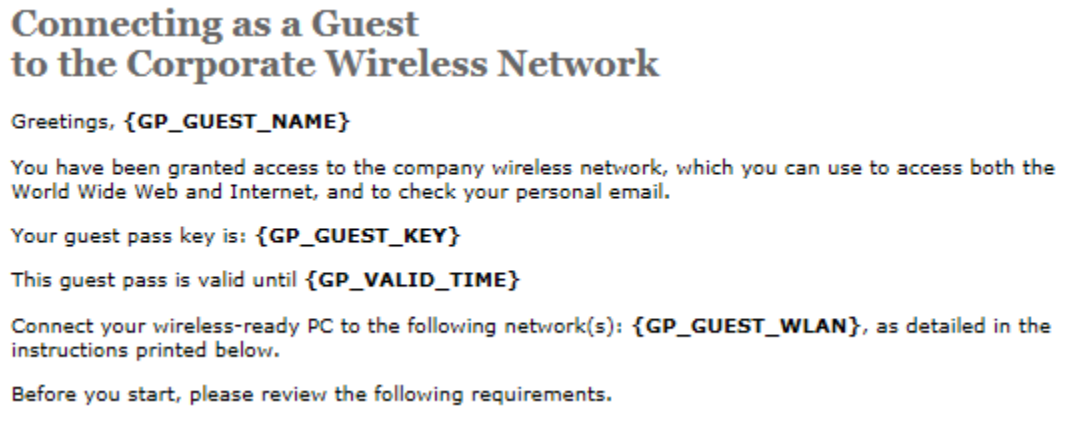 Connecting as a Guest
to the Corporate Wireless Network
Greetings, {GP_GUEST_NAME}
You have been granted access to the company wireless network, which you can use to access both the
World Wide Web and Internet, and to check your personal email.
Your guest pass key is: {GP_GUEST_KEY}
This guest pass is valid until {GP_VALID_TIME}
Connect your wireless-ready PC to the following network(s): {GP_GUEST_WLAN}, as detailed in the
instructions printed below.
Before you start, please review the following requirements.